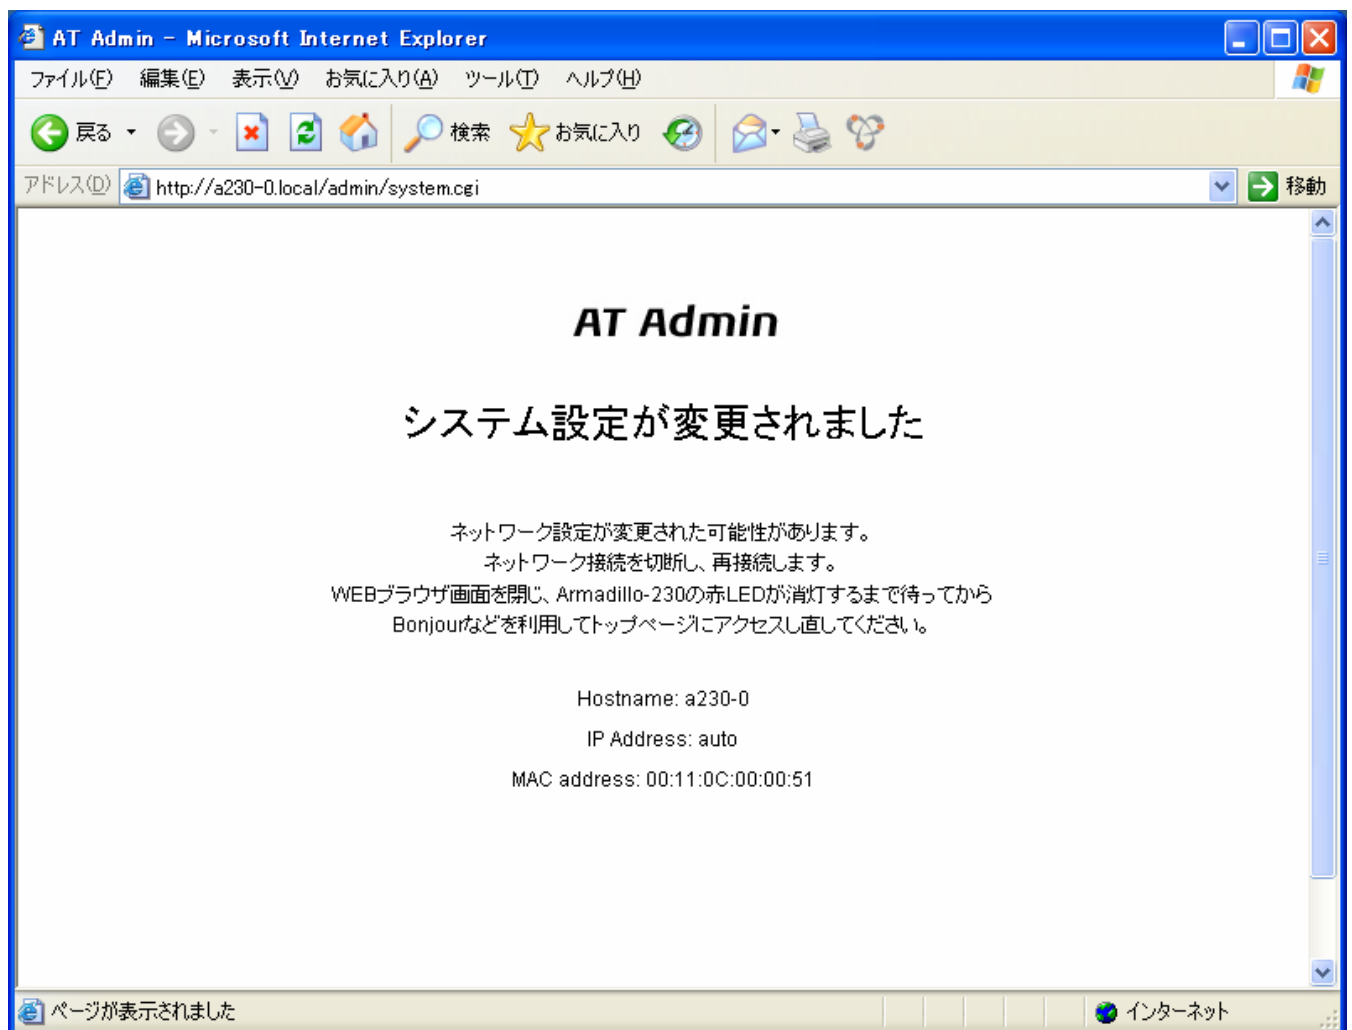 AT Admin - Microsoft Internet Explorer
ファイル(F) 編集(E) 表示(V) お気に入り(A) ツール(T) ヘルプ(H)
戻る 検索 お気に入り
アドレス(D) http://a230-0.local/admin/system.cgi 移動
AT Admin
システム設定が変更されました
ネットワーク設定が変更された可能性があります。
ネットワーク接続を切断し、再接続します。
WEBブラウザ画面を閉じ、Armadillo-230の赤LEDが消灯するまで待ってから
Bonjourなどを利用してトップページにアクセスし直してください。
Hostname: a230-0
IP Address: auto
MAC address: 00:11:0C:00:00:51
ページが表示されました インターネット